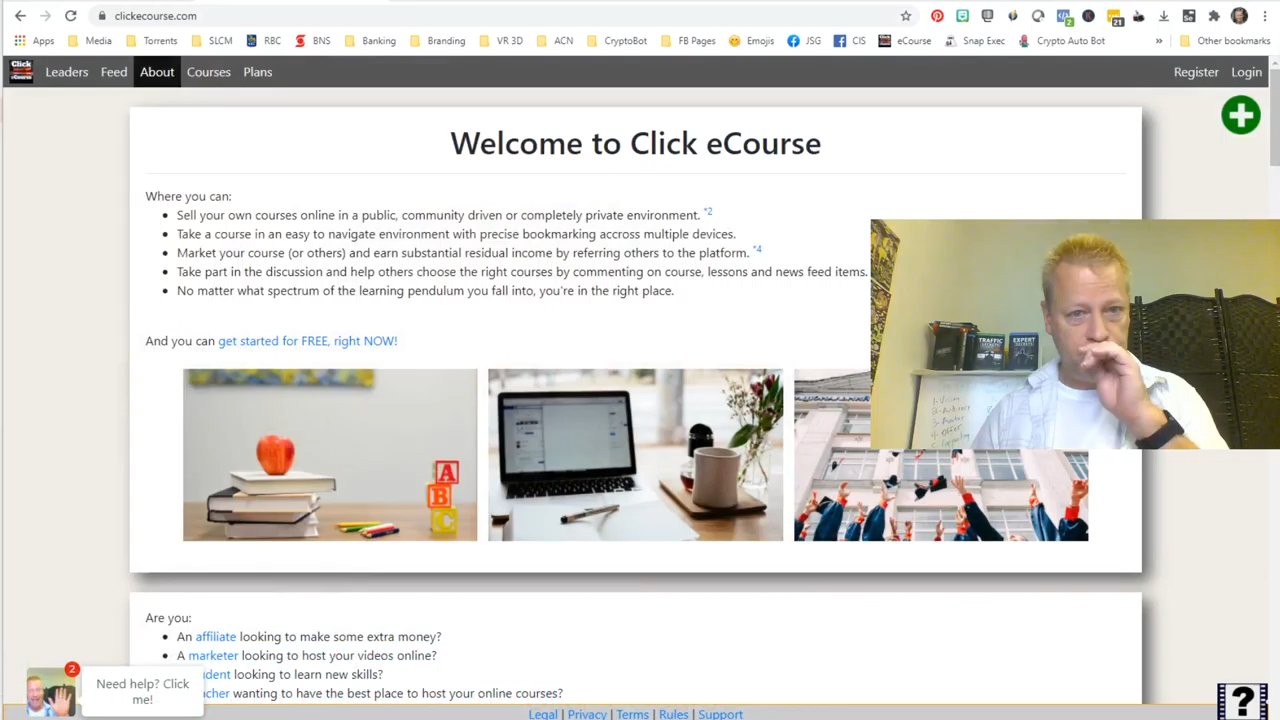 clickecourse.com
2
21
Apps Media Torrents SLCM RBC BNS Banking Branding VR 3D ACN CryptoBot FB Pages Emojis JSG CIS eCourse Snap Exec Crypto Auto Bot » Other bookmarks
Click eCourse Leaders Feed About Courses Plans Register Login
Welcome to Click eCourse
Where you can:
• Sell your own courses online in a public, community driven or completely private environment. *2
• Take a course in an easy to navigate environment with precise bookmarking accross multiple devices.
• Market your course (or others) and earn substantial residual income by referring others to the platform. *4
• Take part in the discussion and help others choose the right courses by commenting on course, lessons and news feed items.
• No matter what spectrum of the learning pendulum you fall into, you're in the right place.
TRAFFIC
SECRETS
EXPERT
SECRETS
And you can get started for FREE, right NOW!
A
B
C
Are you:
• An affiliate looking to make some extra money?
• A marketer looking to host your videos online?
looking to learn new skills?
wanting to have the best place to host your online courses?
2
Need help? Click
me!
?
Legal | Privacy | Terms | Rules | Support